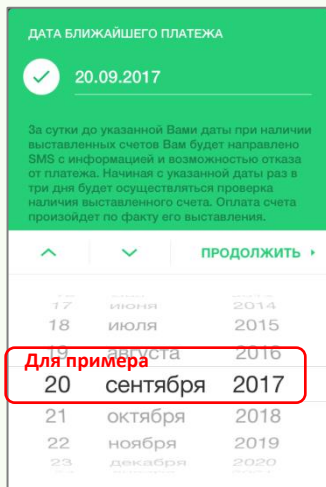 ДАТА БЛИЖАЙШЕГО ПЛАТЕЖА
20.09.2017
За сутки до указанной Вами даты при наличии
выставленных счетов Вам будет направлено
SMS с информацией и возможностью отказа
от платежа. Начиная с указанной даты раз в
три дня будет осуществляться проверка
наличия выставленного счета. Оплата счета
произойдет по факту его выставления.
ПРОДОЛЖИТЬ
17 июня 2014
18 июля 2015
19 августа 2016
Для примера
20 сентября 2017
21 октября 2018
22 ноября 2019
23 декабря 2020